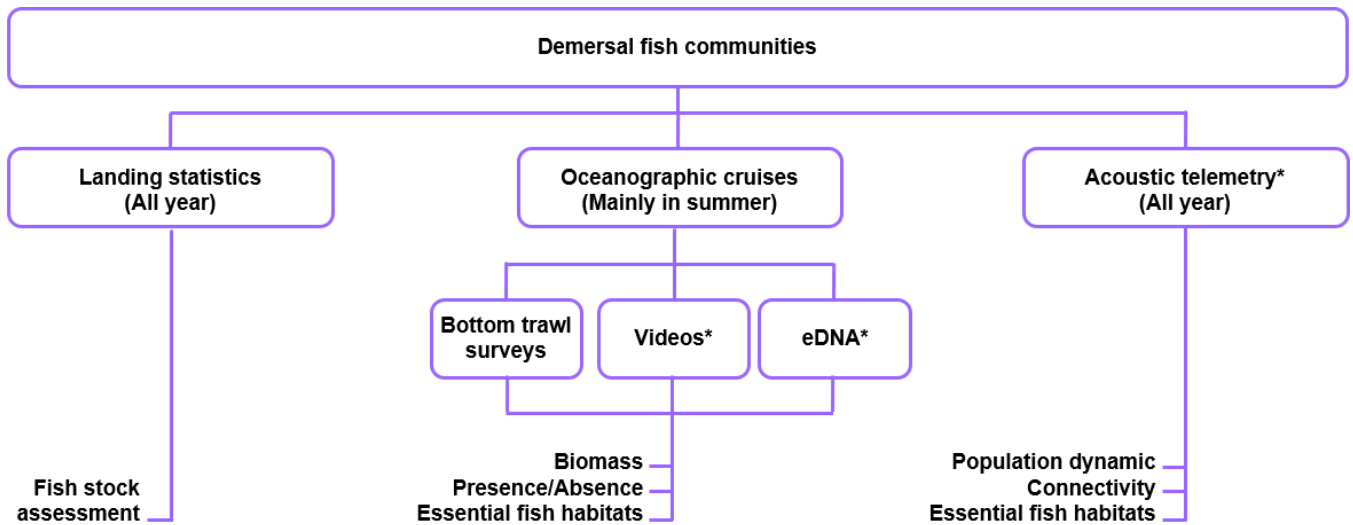 Demersal fish communities
Landing statistics
(All year)
Oceanographic cruises
(Mainly in summer)
Acoustic telemetry*
(All year)
Bottom trawl
surveys
Videos*
eDNA*
Fish stock
assessment
Biomass
Presence/Absence
Essential fish habitats
Population dynamic
Connectivity
Essential fish habitats